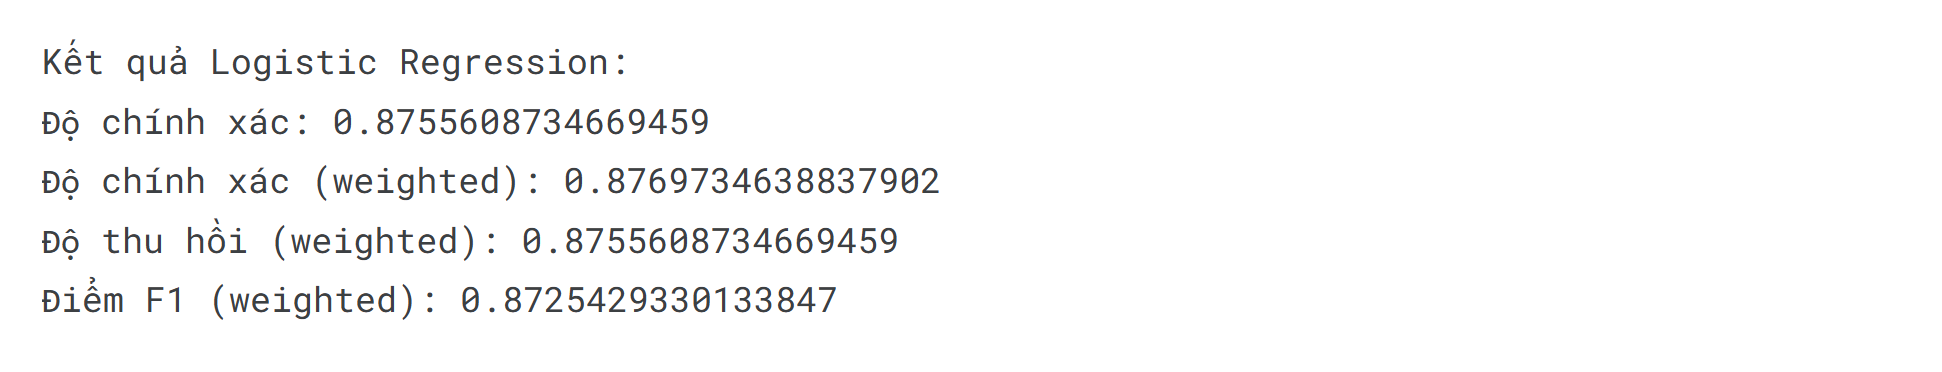 Kết quả Logistic Regression:
Độ chính xác: 0.8755608734669459
Độ chính xác (weighted): 0.8769734638837902
Độ thu hồi (weighted): 0.8755608734669459
Điểm F1 (weighted): 0.8725429330133847